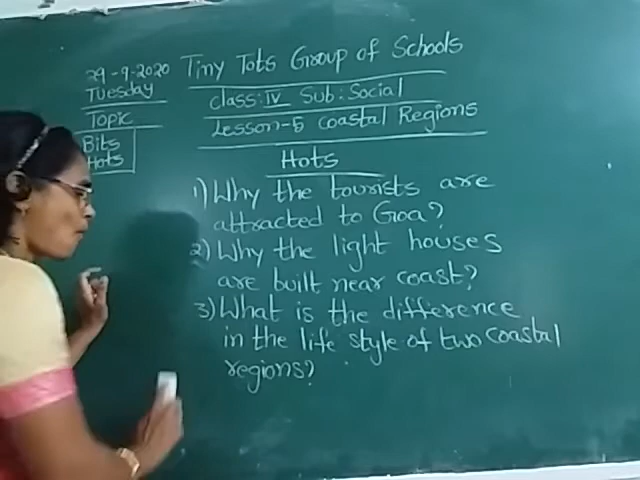 29-9-2020
Tuesday
Topic
Bits
Hots
Tiny Tots Group of Schools
class: IV Sub: Social
Lesson-5 Coastal Regions
Hots
1) Why the tourists are
attracted to Goa?
2) Why the light houses
are built near coast?
3) What is the difference
in the life style of two coastal
regions?